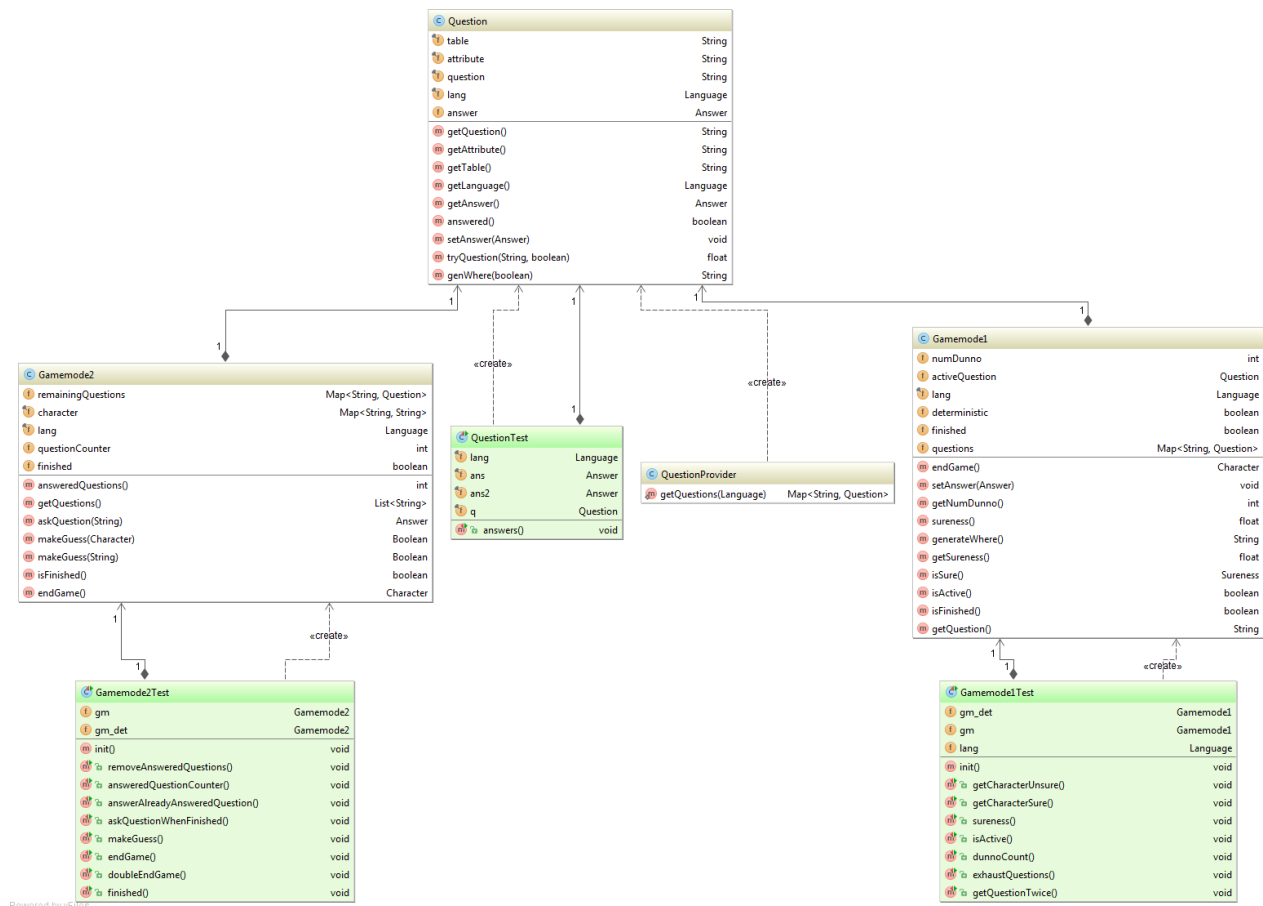 Question
table String
attribute String
question String
lang Language
answer Answer
getQuestion() String
getAttribute() String
getTable() String
getLanguage() Language
getAnswer() Answer
answered() boolean
setAnswer(Answer) void
tryQuestion(String, boolean) float
genWhere(boolean) String
1
1
1
1
1
1
1
«create»
«create»
Gamemode2
remainingQuestions Map<String, Question>
character Map<String, String>
lang Language
questionCounter int
finished boolean
answeredQuestions() int
getQuestions() List<String>
askQuestion(String) Answer
makeGuess(Character) Boolean
makeGuess(String) Boolean
isFinished() boolean
endGame() Character
QuestionTest
lang Language
ans Answer
ans2 Answer
q Question
answers() void
QuestionProvider
getQuestions(Language) Map<String, Question>
Gamemode1
numDunno int
activeQuestion Question
lang Language
deterministic boolean
finished boolean
questions Map<String, Question>
endGame() Character
setAnswer(Answer) void
getNumDunno() int
sureness() float
generateWhere() String
getSureness() float
isSure() Sureness
isActive() boolean
isFinished() boolean
getQuestion() String
1
1
«create»
1
1
«create»
Gamemode2Test
gm Gamemode2
gm_det Gamemode2
init() void
removeAnsweredQuestions() void
answeredQuestionCounter() void
answerAlreadyAnsweredQuestion() void
askQuestionWhenFinished() void
makeGuess() void
endGame() void
doubleEndGame() void
finished() void
Gamemode1Test
gm_det Gamemode1
gm Gamemode1
lang Language
init() void
getCharacterUnsure() void
getCharacterSure() void
sureness() void
isActive() void
dunnoCount() void
exhaustQuestions() void
getQuestionTwice() void